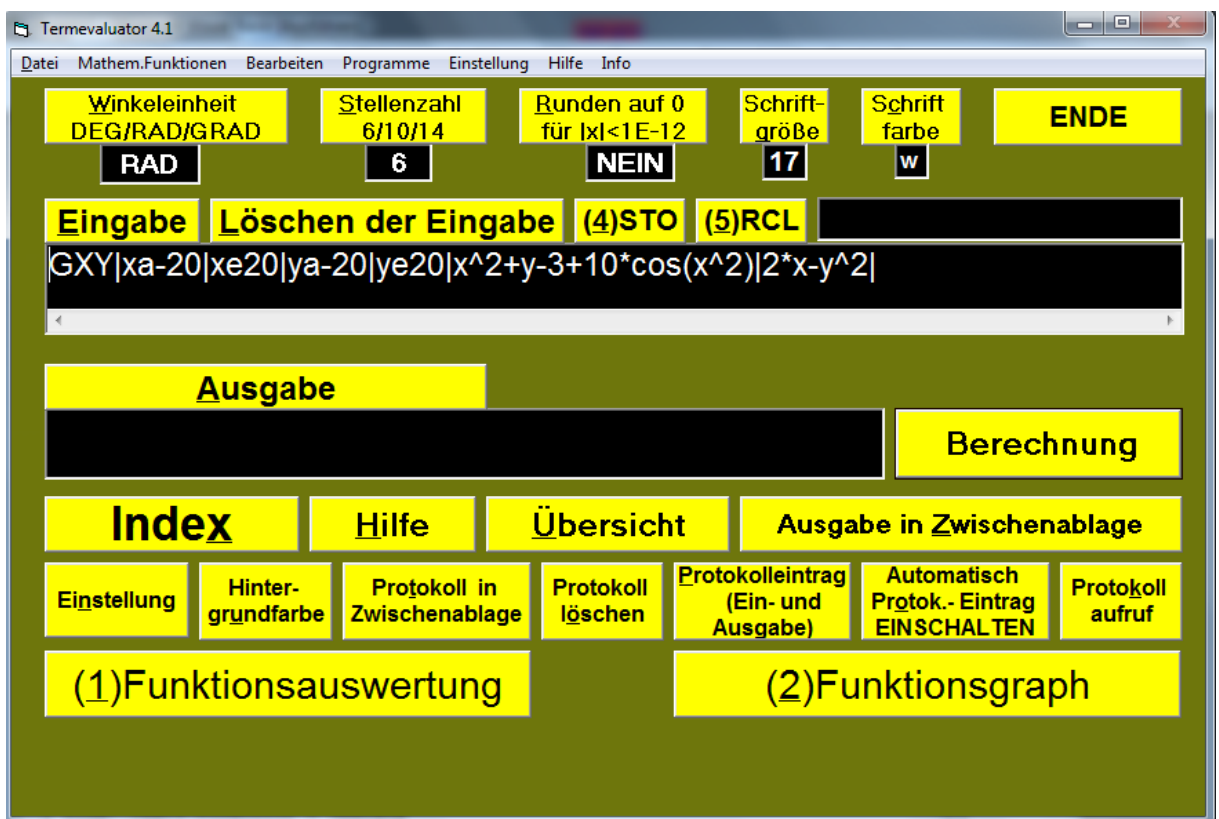 Termevaluator 4.1
Datei Mathem.Funktionen Bearbeiten Programme Einstellung Hilfe Info
Winkeleinheit
DEG/RAD/GRAD
RAD
Stellenzahl
6/10/14
6
Runden auf 0
für |x|<1E-12
NEIN
Schrift-
größe
17
Schrift
farbe
w
ENDE
Eingabe
Löschen der Eingabe
(4)STO
(5)RCL
GXY|xa-20|xe20|ya-20|ye20|x^2+y-3+10*cos(x^2)|2*x-y^2|
Ausgabe
Berechnung
Index
Hilfe
Übersicht
Ausgabe in Zwischenablage
Einstellung
Hinter-
grundfarbe
Protokoll in
Zwischenablage
Protokoll
löschen
Protokolleintrag
(Ein- und
Ausgabe)
Automatisch
Protok.- Eintrag
EINSCHALTEN
Protokoll
aufruf
(1)Funktionsauswertung
(2)Funktionsgraph